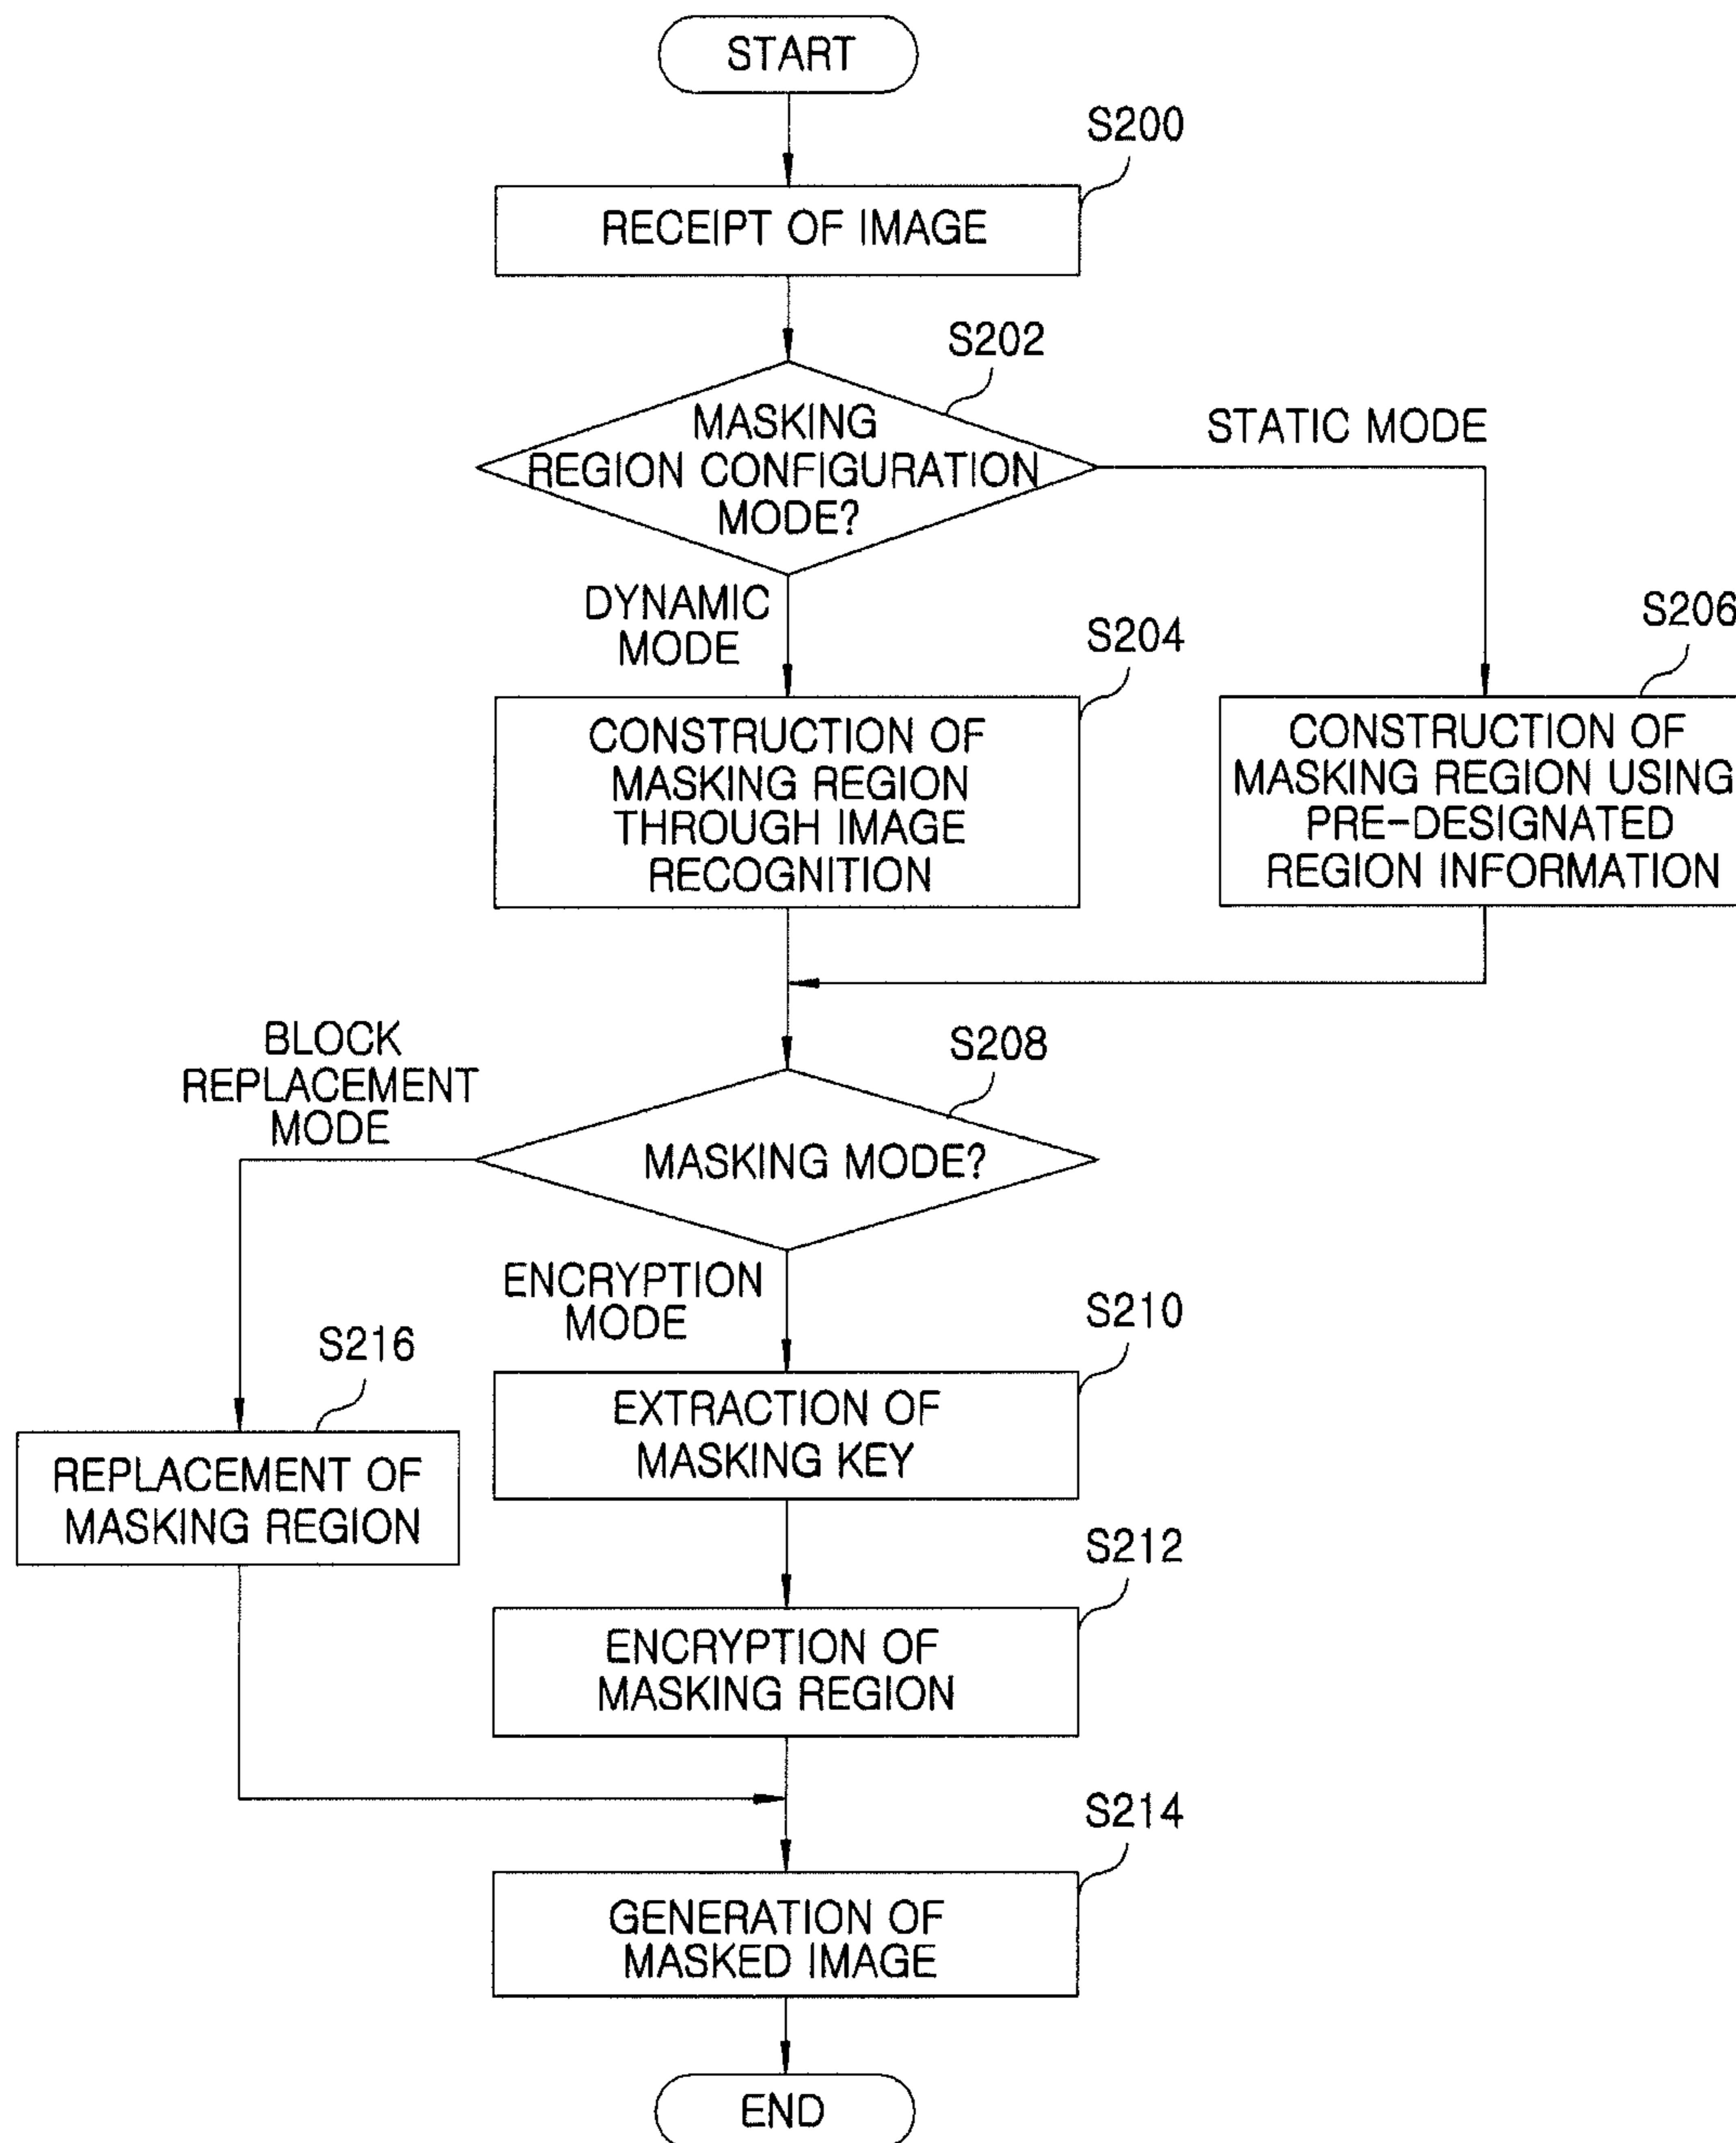 START
S200
RECEIPT OF IMAGE
S202
MASKING
REGION CONFIGURATION
MODE?
STATIC MODE
DYNAMIC
MODE
S204
S206
CONSTRUCTION OF
MASKING REGION
THROUGH IMAGE
RECOGNITION
CONSTRUCTION OF
MASKING REGION USING
PRE-DESIGNATED
REGION INFORMATION
BLOCK
REPLACEMENT
MODE
S208
MASKING MODE?
ENCRYPTION
MODE
S210
S216
EXTRACTION OF
MASKING KEY
REPLACEMENT OF
MASKING REGION
S212
ENCRYPTION OF
MASKING REGION
S214
GENERATION OF
MASKED IMAGE
END